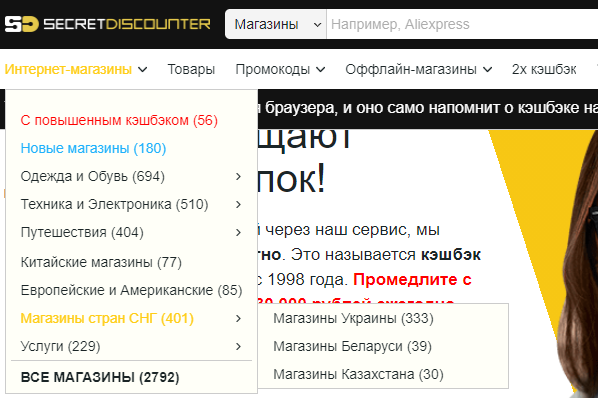 SECRETDISCOUNTER
Магазины
Например, Aliexpress
Интернет-магазины
Товары
Промокоды
Оффлайн-магазины
2х кэшбэк
я браузера, и оно само напомнит о кэшбэке на
щают
пок!
й через наш сервис, мы
тно. Это называется кэшбэк
с 1998 года. Промедлите с
С повышенным кэшбэком (56)
Новые магазины (180)
Одежда и Обувь (694)
Техника и Электроника (510)
Путешествия (404)
Китайские магазины (77)
Европейские и Американские (85)
Магазины стран СНГ (401)
Услуги (229)
ВСЕ МАГАЗИНЫ (2792)
Магазины Украины (333)
Магазины Беларуси (39)
Магазины Казахстана (30)